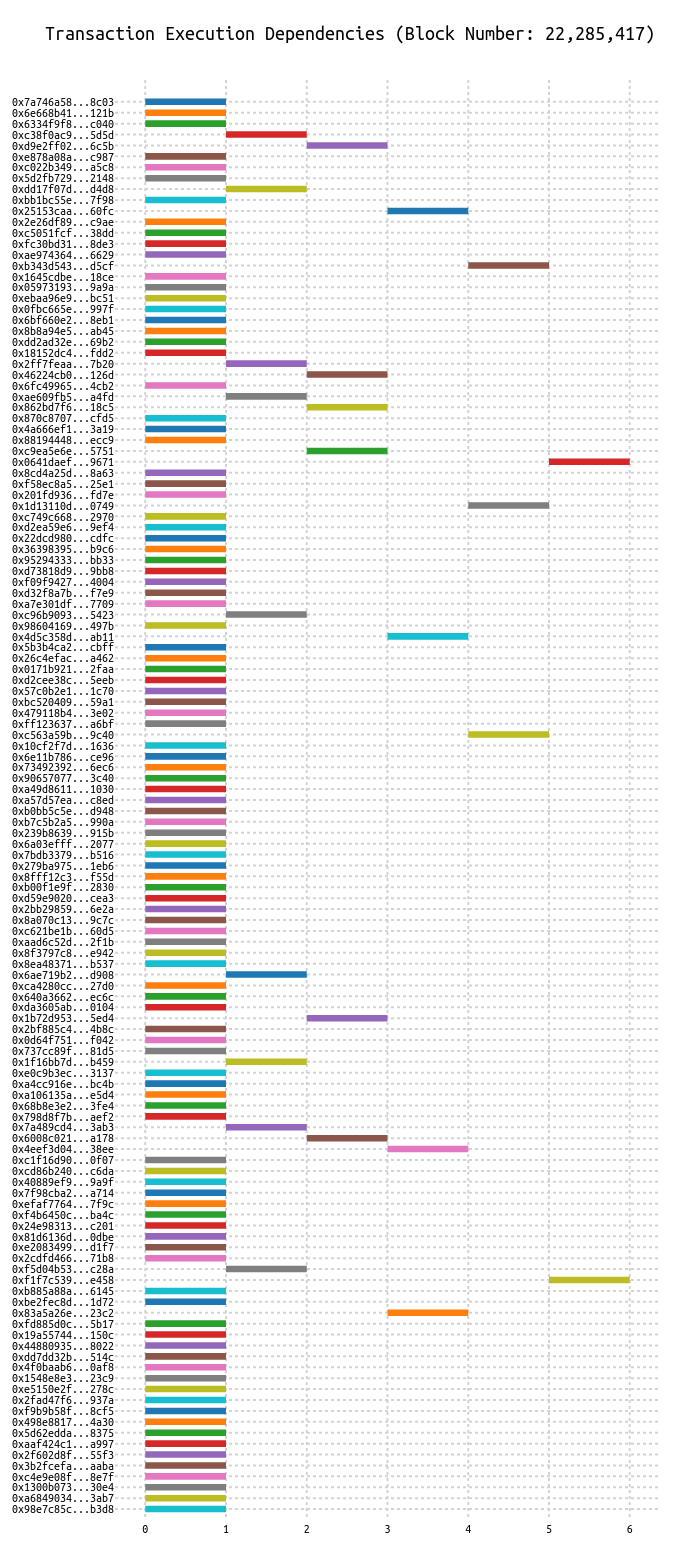 Transaction Execution Dependencies (Block Number: 22,285,417)
0x7a746a58...8c03
0x6e668b41...121b
0x6334f9f8...c040
0xc38f0ac9...5d5d
0xd9e2ff02...6c5b
0xe878a08a...c987
0xc022b349...a5c8
0x5d2fb729...2148
0xdd17f07d...d4d8
0xbb1bc55e...7f98
0x25153caa...60fc
0x2e26df89...c9ae
0xc5051fcf...38dd
0xfc30bd31...8de3
0xae974364...6629
0xb343d543...d5cf
0x1645cdbe...18ce
0x05973193...9a9a
0xebaa96e9...bc51
0x0fbc665e...997f
0x6bf660e2...8eb1
0x8b8a94e5...ab45
0xdd2ad32e...69b2
0x18152dc4...fdd2
0x2ff7feaa...7b20
0x46224cb0...126d
0x6fc49965...4cb2
0xae609fb5...a4fd
0x862bd7f6...18c5
0x870c8707...cfd5
0x4a666ef1...3a19
0x88194448...ecc9
0xc9ea5e6e...5751
0x0641daef...9671
0x8cd4a25d...8a63
0xf58ec8a5...25e1
0x201fd936...fd7e
0x1d13110d...0749
0xc749c668...2970
0xd2ea59e6...9ef4
0x22dcd980...cdfc
0x36398395...b9c6
0x95294333...bb33
0xd73818d9...9bb8
0xf09f9427...4004
0xd32f8a7b...f7e9
0xa7e301df...7709
0xc96b9093...5423
0x98604169...497b
0x4d5c358d...ab11
0x5b3b4ca2...cbff
0x26c4efac...a462
0x0171b921...2faa
0xd2cee38c...5eeb
0x57c0b2e1...1c70
0xbc520409...59a1
0x479118b4...3e02
0xff123637...a6bf
0xc563a59b...9c40
0x10cf2f7d...1636
0x6e11b786...ce96
0x73492392...6ec6
0x90657077...3c40
0xa49d8611...1030
0xa57d57ea...c8ed
0xb0bb5c5e...d948
0xb7c5b2a5...990a
0x239b8639...915b
0x6a03efff...2077
0x7bdb3379...b516
0x279ba975...1eb6
0x8fff12c3...f55d
0xb00f1e9f...2830
0xd59e9020...cea3
0x2bb29859...6e2a
0x8a070c13...9c7c
0xc621be1b...60d5
0xaad6c52d...2f1b
0x8f3797c8...e942
0x8ea48371...b537
0x6ae719b2...d908
0xca4280cc...27d0
0x640a3662...ec6c
0xda3605ab...0104
0x1b72d953...5ed4
0x2bf885c4...4b8c
0x0d64f751...f042
0x737cc89f...81d5
0x1f16bb7d...b459
0xe0c9b3ec...3137
0xa4cc916e...bc4b
0xa106135a...e5d4
0x68b8e3e2...3fe4
0x798d8f7b...aef2
0x7a489cd4...3ab3
0x6008c021...a178
0x4eef3d04...38ee
0xc1f16d90...0f07
0xcd86b240...c6da
0x40889ef9...9a9f
0x7f98cba2...a714
0xefaf7764...7f9c
0xf4b6450c...ba4c
0x24e98313...c201
0x81d6136d...0dbe
0xe2083499...d1f7
0x2cdfd466...71b8
0xf5d04b53...c28a
0xf1f7c539...e458
0xb885a88a...6145
0xbe2fec8d...1d72
0x83a5a26e...23c2
0xfd885d0c...5b17
0x19a55744...150c
0x44880935...8022
0xdd7dd32b...514c
0x4f0baab6...0af8
0x1548e8e3...23c9
0xe5150e2f...278c
0x2fad47f6...937a
0xf9b9b58f...8cf5
0x498e8817...4a30
0x5d62edda...8375
0xaaf424c1...a997
0x2f602d8f...55f3
0x3b2fcefa...aaba
0xc4e9e08f...8e7f
0x1300b073...30e4
0xa6849034...3ab7
0x98e7c85c...b3d8
0 1 2 3 4 5 6